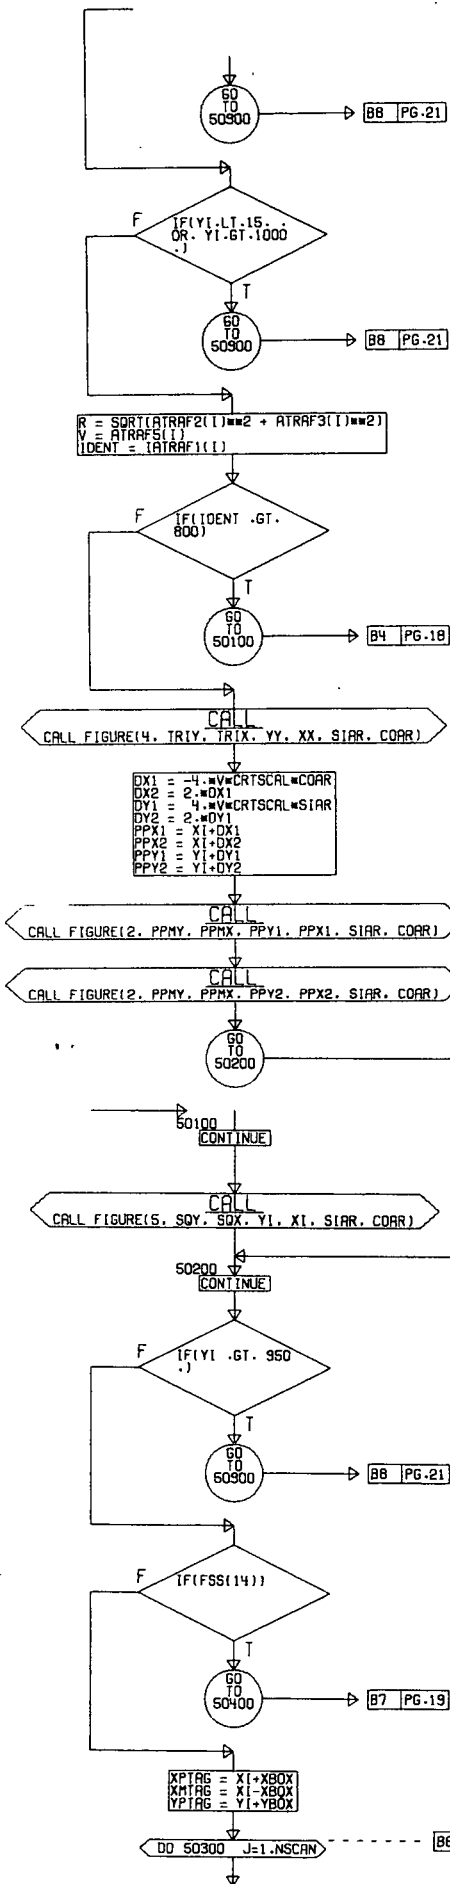 GO
TO
50900
B8 PG.21
F
IF(YI.LT.15. .
OR. YI.GT.1000
.)
T
GO
TO
50900
B8 PG.21
R = SQRT(ATRAF2(I)**2 + ATRAF3(I)**2)
V = ATRAF5(I)
IDENT = IATRAF1(I)
F
IF(IDENT .GT.
800)
T
GO
TO
50100
B4 PG.18
CALL
CALL FIGURE(4. TRIY. TRIX. YY. XX. SIAR. COAR)
DX1 = -4.*V*CRTSCAL*COAR
DX2 = 2.*DX1
DY1 = 4.*V*CRTSCAL*SIAR
DY2 = 2.*DY1
PPX1 = XI+DX1
PPX2 = XI+DX2
PPY1 = YI+DY1
PPY2 = YI+DY2
CALL
CALL FIGURE(2. PPMY. PPMX. PPY1. PPX1. SIAR. COAR)
CALL
CALL FIGURE(2. PPMY. PPMX. PPY2. PPX2. SIAR. COAR)
GO
TO
50200
50100
CONTINUE
CALL
CALL FIGURE(5. SQY. SQX. YI. XI. SIAR. COAR)
50200
CONTINUE
F
IF(YI .GT. 950
.)
T
GO
TO
50900
B8 PG.21
F
IF(FSS(14))
T
GO
TO
50400
B7 PG.19
XPTAG = XI+XBOX
XMTAG = XI-XBOX
YPTAG = YI+YBOX
DO 50300 J=1.NSCAN